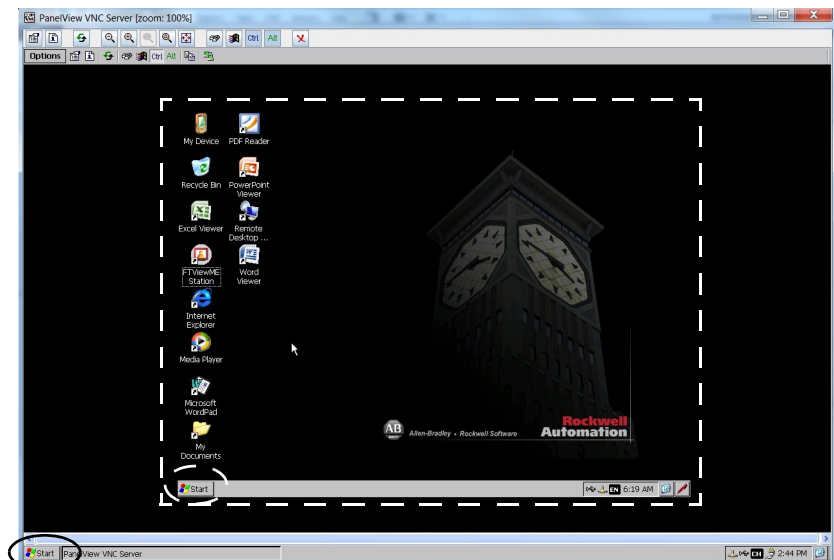 PanelView VNC Server [zoom: 100%]
Ctrl Alt
Options Ctrl Alt
My Device PDF Reader
Recycle Bin PowerPoint
Viewer
Excel Viewer Remote
Desktop ...
FTViewME Word
Station Viewer
Internet
Explorer
Media Player
Microsoft
WordPad
My
Documents
AB Allen-Bradley • Rockwell Software Rockwell
Automation
Start EN 6:19 AM
Start PanelView VNC Server CH 2:44 PM